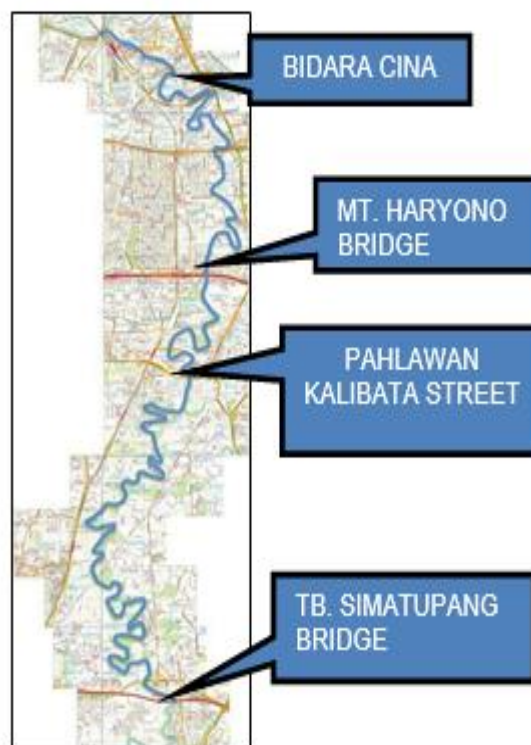 BIDARA CINA
MT. HARYONO
BRIDGE
PAHLAWAN
KALIBATA STREET
TB. SIMATUPANG
BRIDGE